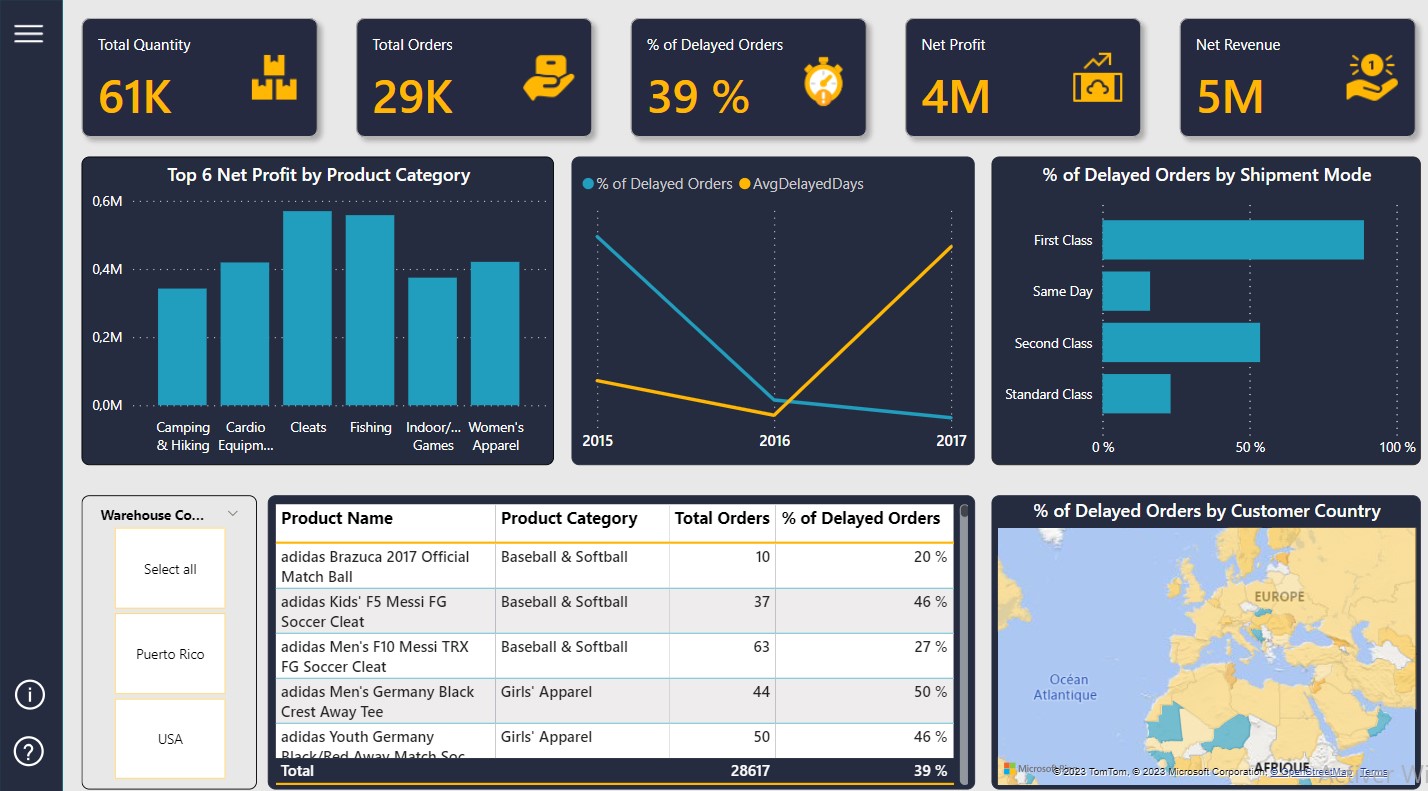 Total Quantity
61K
Total Orders
29K
% of Delayed Orders
39 %
Net Profit
4M
Net Revenue
1
5M
Top 6 Net Profit by Product Category
0,6M
0,4M
0,2M
0,0M
Camping
& Hiking
Cardio
Equipm...
Cleats
Fishing
Indoor/...
Games
Women's
Apparel
% of Delayed Orders AvgDelayedDays
2015 2016 2017
% of Delayed Orders by Shipment Mode
First Class
Same Day
Second Class
Standard Class
0 % 50 % 100 %
Warehouse Co...
Select all
Puerto Rico
USA
Product Name Product Category Total Orders % of Delayed Orders
adidas Brazuca 2017 Official Baseball & Softball 10 20 %
Match Ball
adidas Kids' F5 Messi FG Baseball & Softball 37 46 %
Soccer Cleat
adidas Men's F10 Messi TRX Baseball & Softball 63 27 %
FG Soccer Cleat
adidas Men's Germany Black Girls' Apparel 44 50 %
Crest Away Tee
adidas Youth Germany Girls' Apparel 50 46 %
Black/Red Away Match Soc
Total 28617 39 %
% of Delayed Orders by Customer Country
EUROPE
Océan
Atlantique
AFRIQUE
Microsoft Bing
© 2023 TomTom, © 2023 Microsoft Corporation, © OpenStreetMap Terms
Activer W
i
?